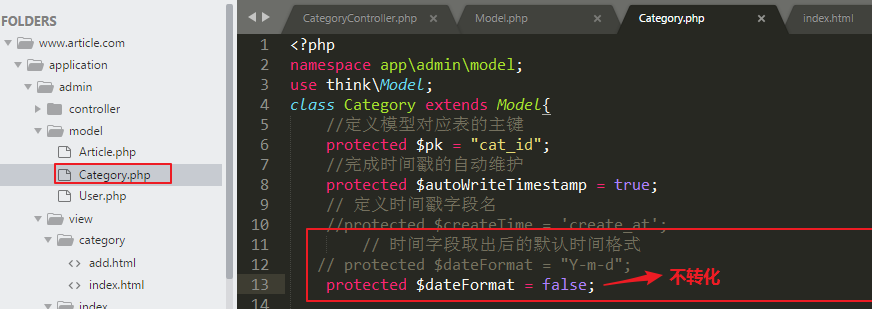 FOLDERS
www.article.com
application
admin
controller
model
Article.php
Category.php
User.php
view
category
add.html
index.html
index
CategoryController.php × Model.php × Category.php × index.html
1 <?php
2 namespace app\admin\model;
3 use think\Model;
4 class Category extends Model{
5 //定义模型对应表的主键
6 protected $pk = "cat_id";
7 //完成时间戳的自动维护
8 protected $autoWriteTimestamp = true;
9 // 定义时间戳字段名
10 //protected $createTime = 'create_at';
11 // 时间字段取出后的默认时间格式
12 // protected $dateFormat = "Y-m-d";
13 protected $dateFormat = false; 不转化
14